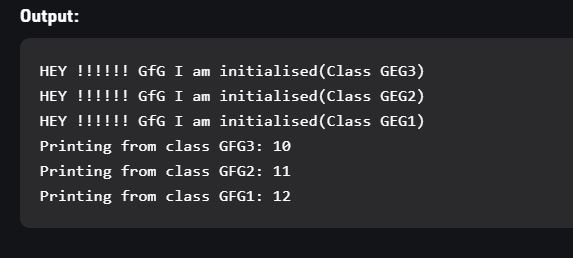 Output:
HEY !!!!!! GfG I am initialised(Class GEG3)
HEY !!!!!! GfG I am initialised(Class GEG2)
HEY !!!!!! GfG I am initialised(Class GEG1)
Printing from class GFG3: 10
Printing from class GFG2: 11
Printing from class GFG1: 12